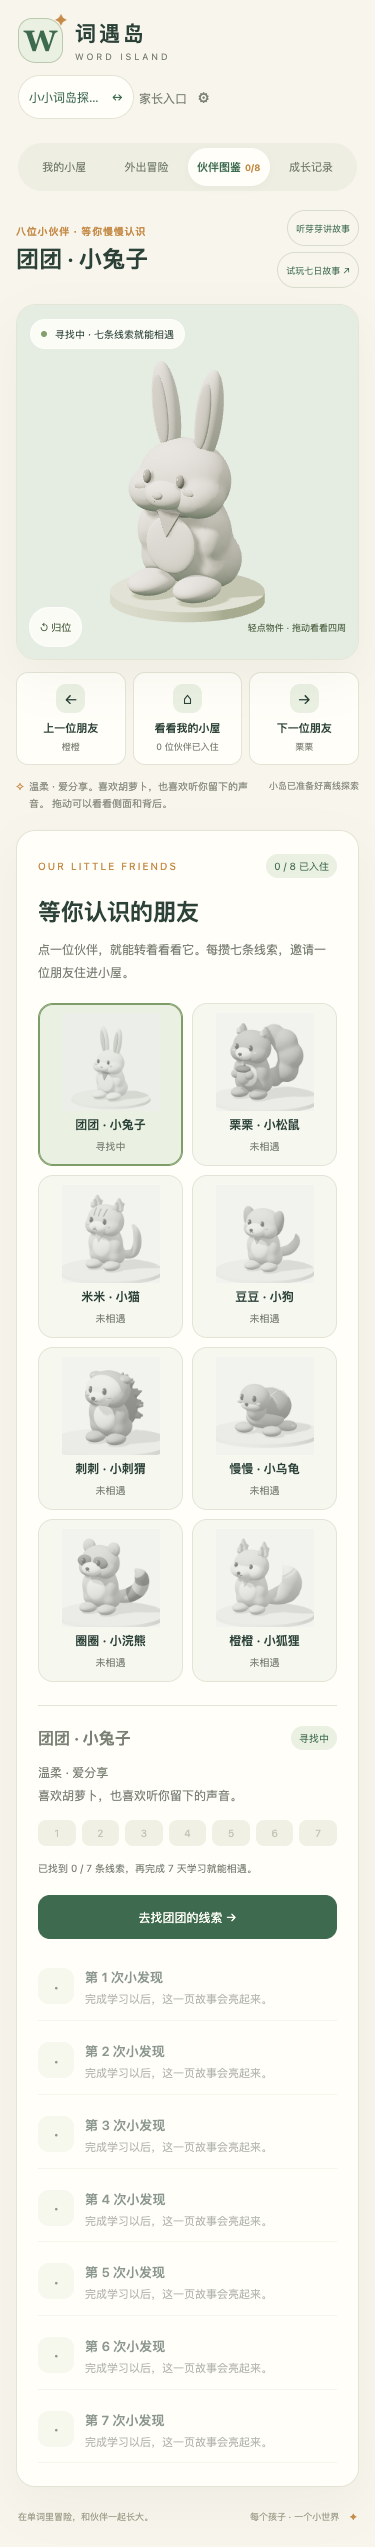 W 词遇岛
WORD ISLAND
小小词岛探... ↔ 家长入口 ⚙
我的小屋 外出冒险 伙伴图鉴 0/8 成长记录
八位小伙伴 · 等你慢慢认识
团团 · 小兔子
听芽芽讲故事
试玩七日故事 ↗
寻找中 · 七条线索就能相遇
↺ 归位
轻点物件 · 拖动看看四周
← 上一位朋友 橙橙
⌂ 看看我的小屋 0 位伙伴已入住
→ 下一位朋友 栗栗
✧ 温柔 · 爱分享。喜欢胡萝卜，也喜欢听你留下的声
音。 拖动可以看看侧面和背后。
小岛已准备好离线探索
OUR LITTLE FRIENDS
0 / 8 已入住
等你认识的朋友
点一位伙伴，就能转着看看它。每攒七条线索，邀请一
位朋友住进小屋。
团团 · 小兔子
寻找中
栗栗 · 小松鼠
未相遇
米米 · 小猫
未相遇
豆豆 · 小狗
未相遇
刺刺 · 小刺猬
未相遇
慢慢 · 小乌龟
未相遇
圈圈 · 小浣熊
未相遇
橙橙 · 小狐狸
未相遇
团团 · 小兔子
寻找中
温柔 · 爱分享
喜欢胡萝卜，也喜欢听你留下的声音。
1 2 3 4 5 6 7
已找到 0 / 7 条线索，再完成 7 天学习就能相遇。
去找团团的线索 →
第 1 次小发现
完成学习以后，这一页故事会亮起来。
第 2 次小发现
完成学习以后，这一页故事会亮起来。
第 3 次小发现
完成学习以后，这一页故事会亮起来。
第 4 次小发现
完成学习以后，这一页故事会亮起来。
第 5 次小发现
完成学习以后，这一页故事会亮起来。
第 6 次小发现
完成学习以后，这一页故事会亮起来。
第 7 次小发现
完成学习以后，这一页故事会亮起来。
在单词里冒险，和伙伴一起长大。
每个孩子 · 一个小世界 ✦